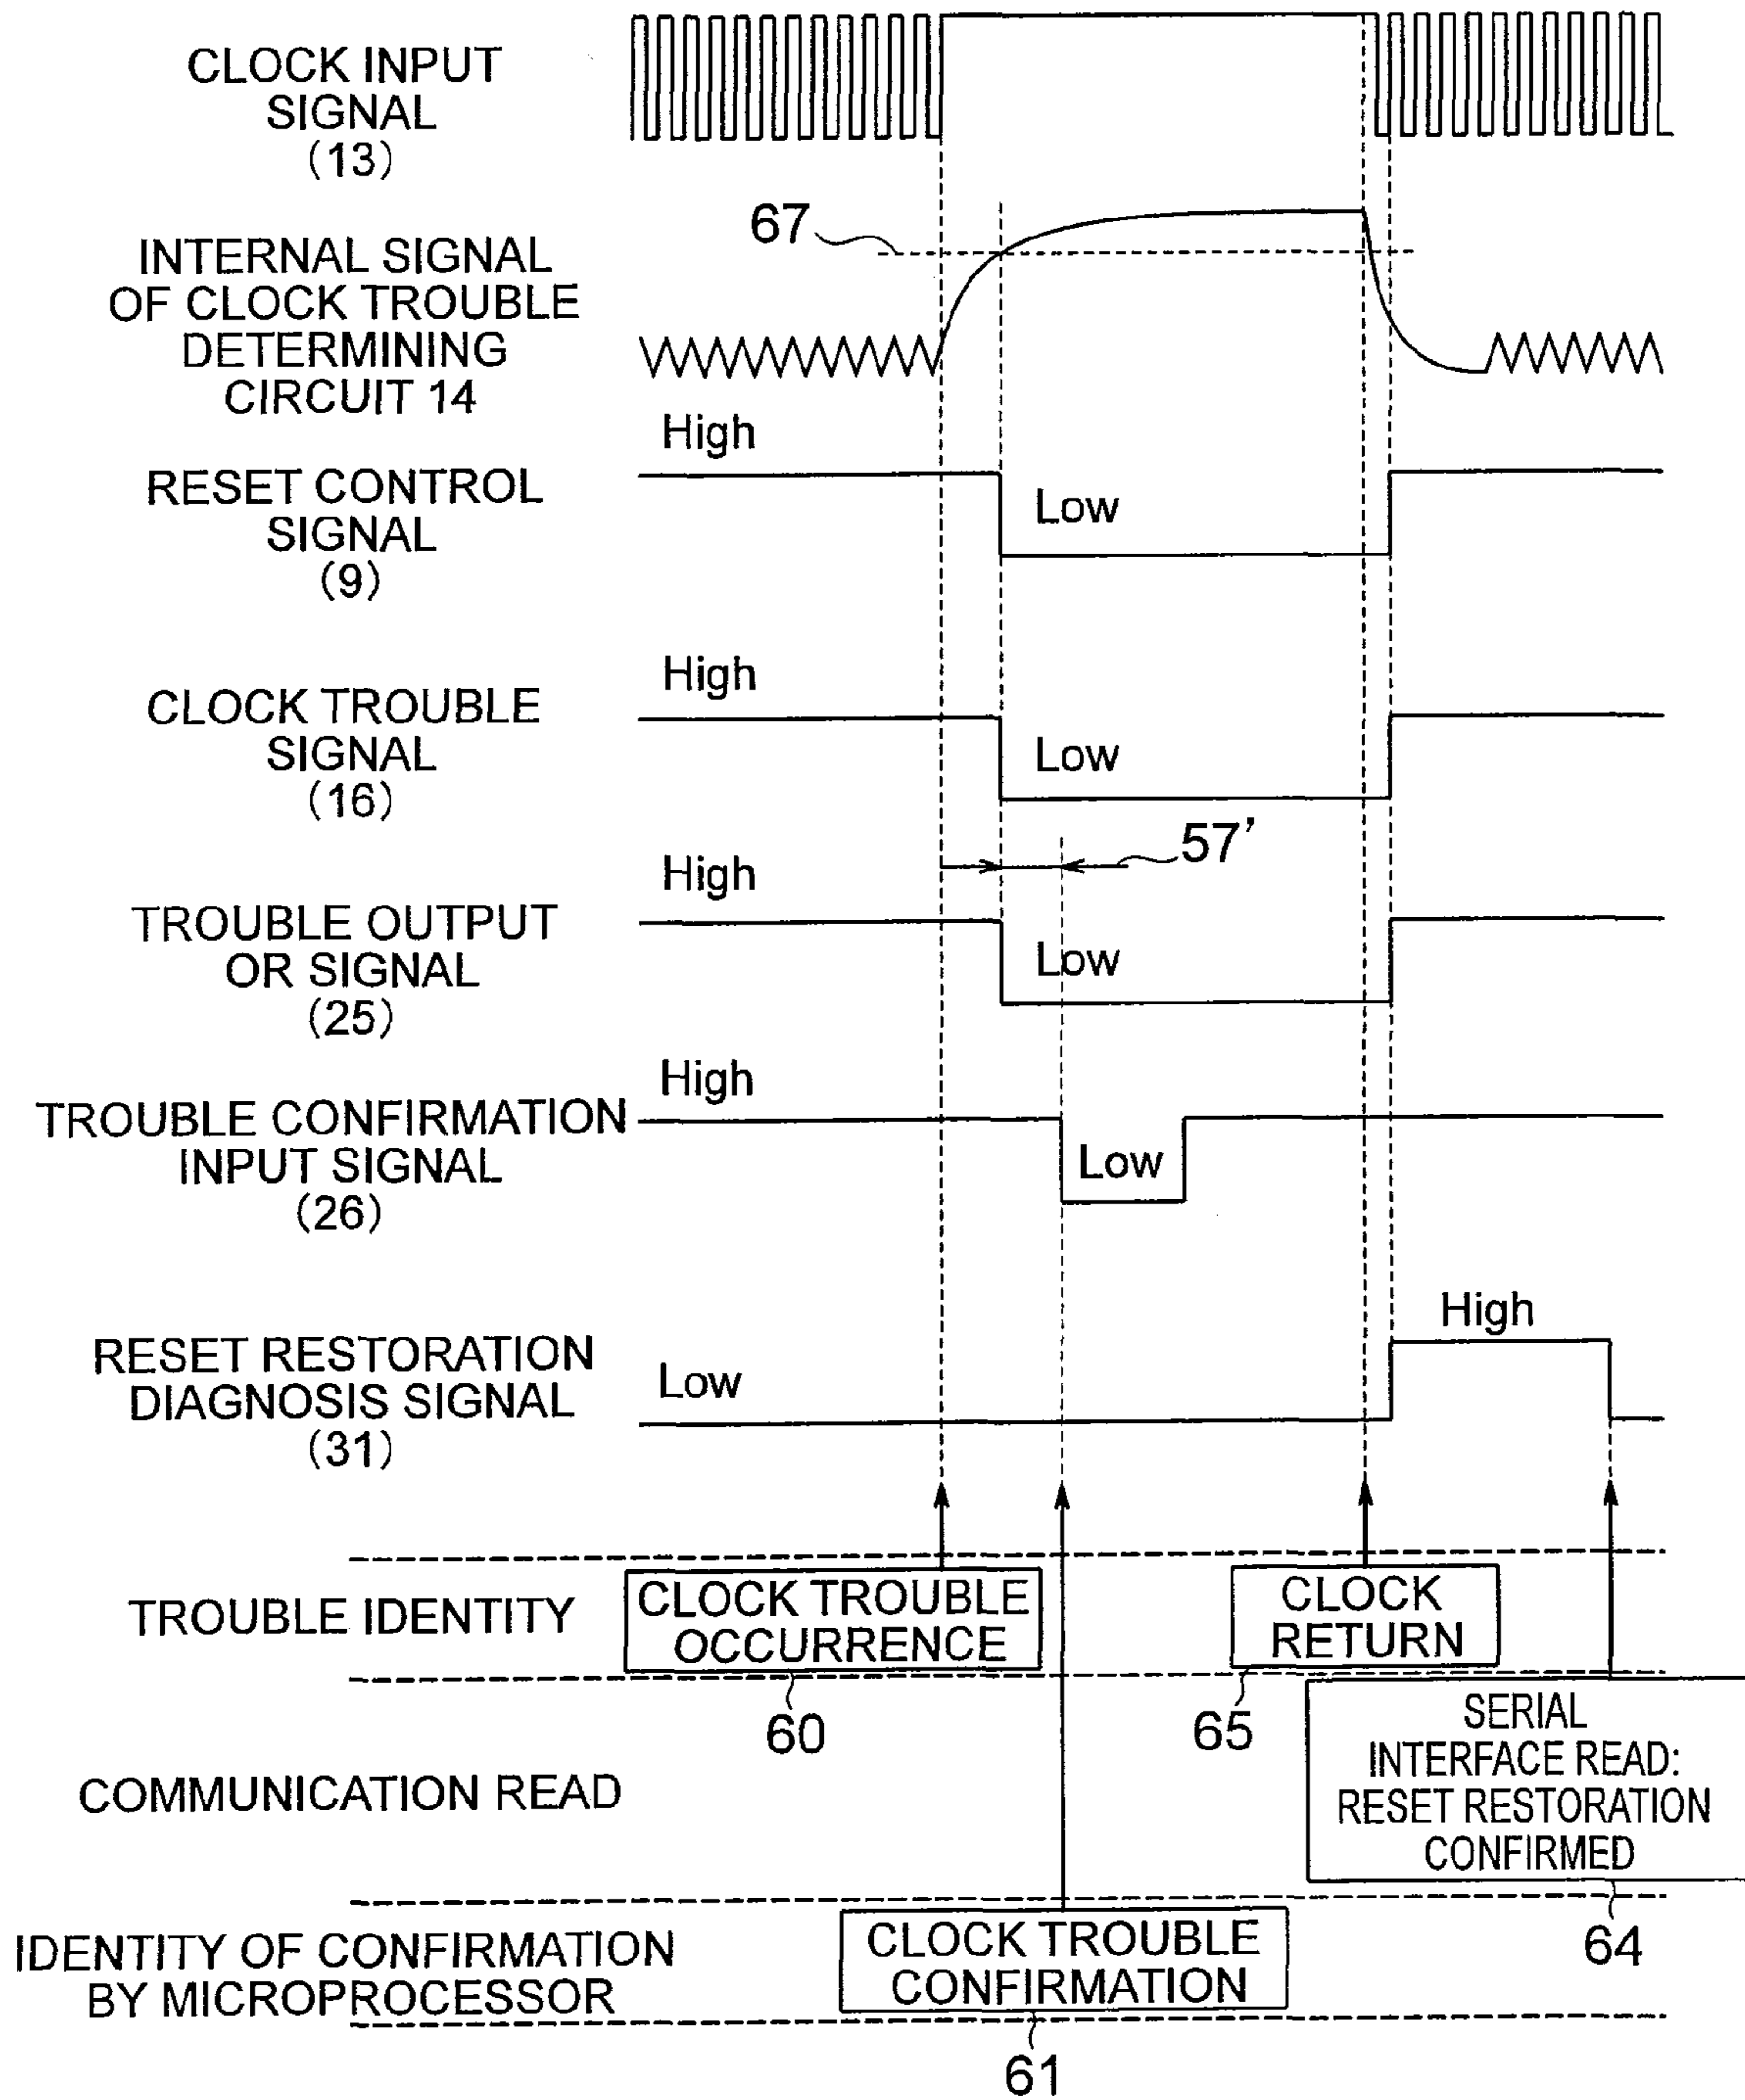 CLOCK INPUT
SIGNAL
(13)
67
INTERNAL SIGNAL
OF CLOCK TROUBLE
DETERMINING
CIRCUIT 14
High
RESET CONTROL
SIGNAL
(9)
Low
High
CLOCK TROUBLE
SIGNAL
(16)
Low
57'
High
TROUBLE OUTPUT
OR SIGNAL
(25)
Low
High
TROUBLE CONFIRMATION
INPUT SIGNAL
(26)
Low
High
RESET RESTORATION
DIAGNOSIS SIGNAL
(31)
Low
TROUBLE IDENTITY
CLOCK TROUBLE
OCCURRENCE
60
CLOCK
RETURN
65
COMMUNICATION READ
SERIAL
INTERFACE READ:
RESET RESTORATION
CONFIRMED
64
IDENTITY OF CONFIRMATION
BY MICROPROCESSOR
CLOCK TROUBLE
CONFIRMATION
61